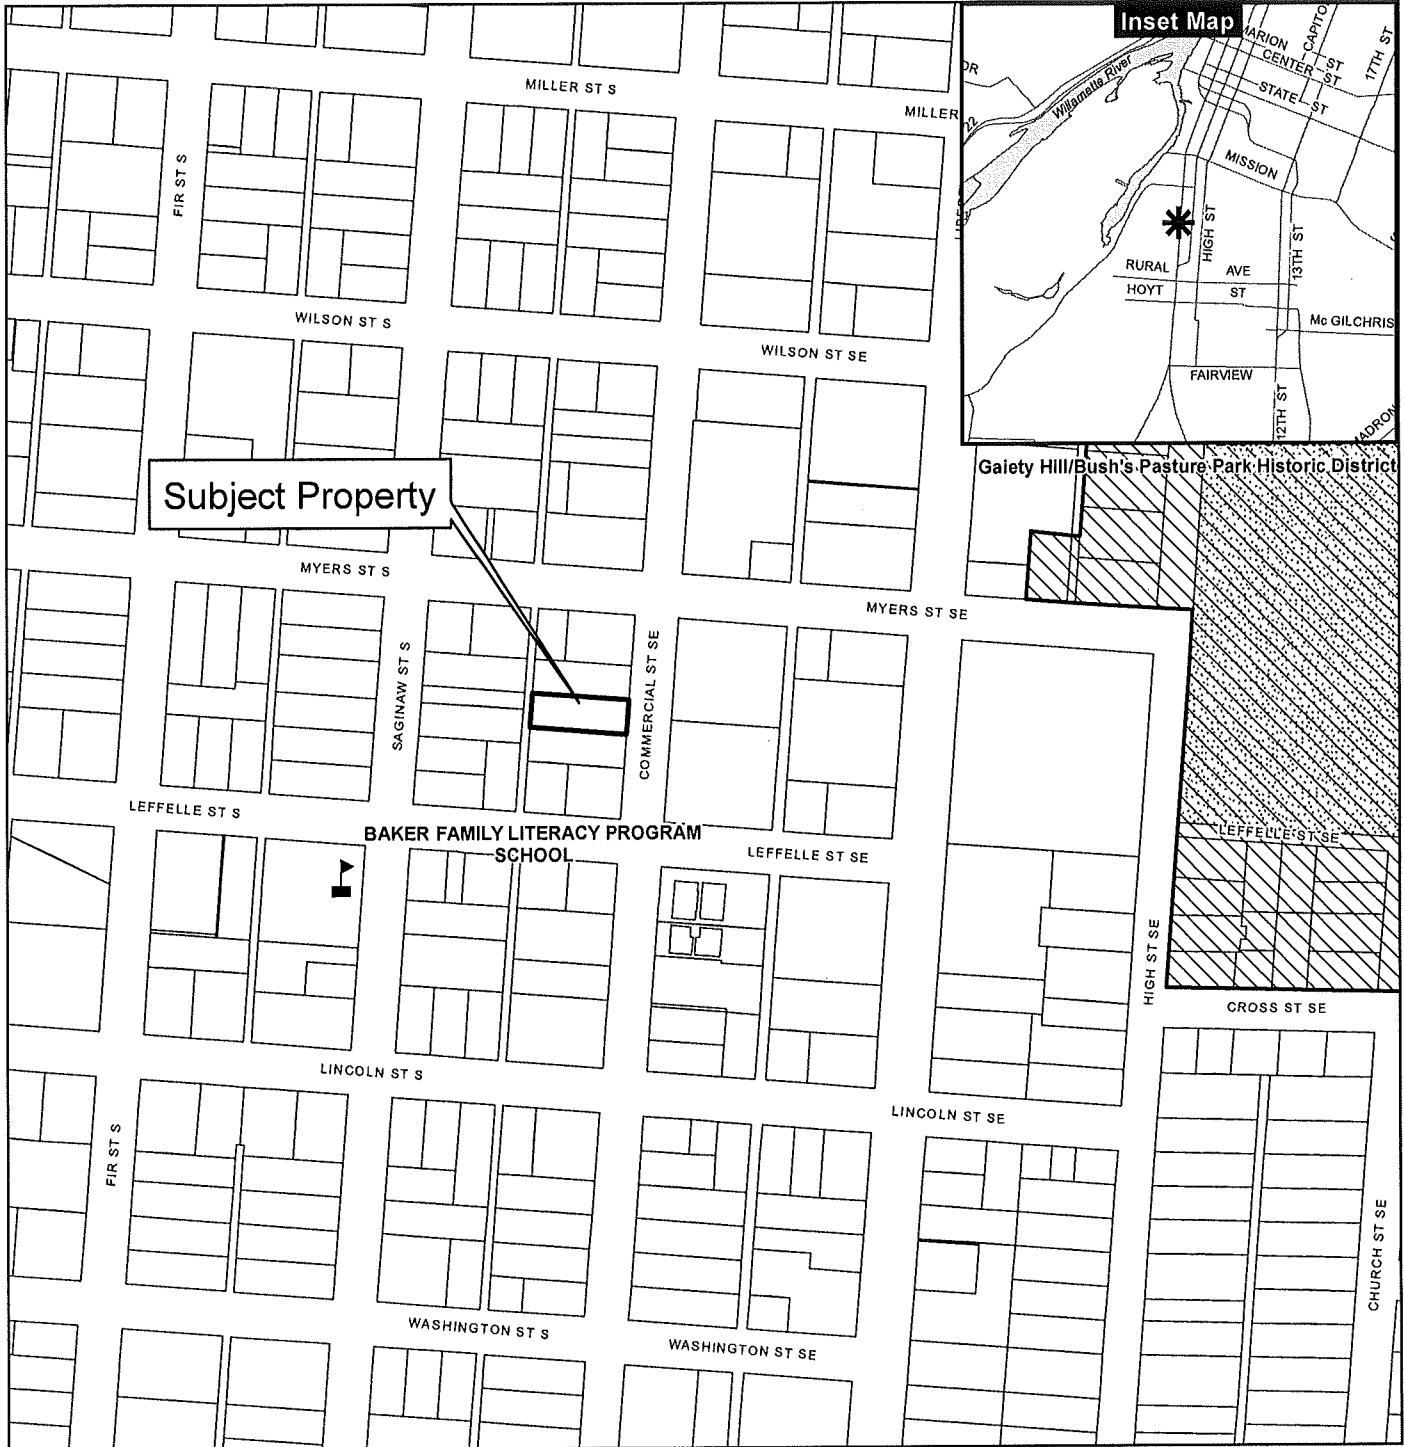 Inset Map
MARION
CENTER ST
ST
CAPITO
17TH ST
STATE ST
Willamette River
22
MISSION
HIGH ST
13TH ST
RURAL AVE
HOYT ST
Mc GILCHRIS
FAIRVIEW
12TH ST
MILLER ST S
MILLER
FIR ST S
WILSON ST S
WILSON ST SE
Gaiety Hill/Bush's Pasture Park Historic District
Subject Property
MYERS ST S
MYERS ST SE
SAGINAW ST S
COMMERCIAL ST SE
LEFFELLE ST S
BAKER FAMILY LITERACY PROGRAM
SCHOOL
LEFFELLE ST SE
LEFFELLE ST SE
HIGH ST SE
CROSS ST SE
LINCOLN ST S
LINCOLN ST SE
FIR ST S
CHURCH ST SE
WASHINGTON ST S
WASHINGTON ST SE